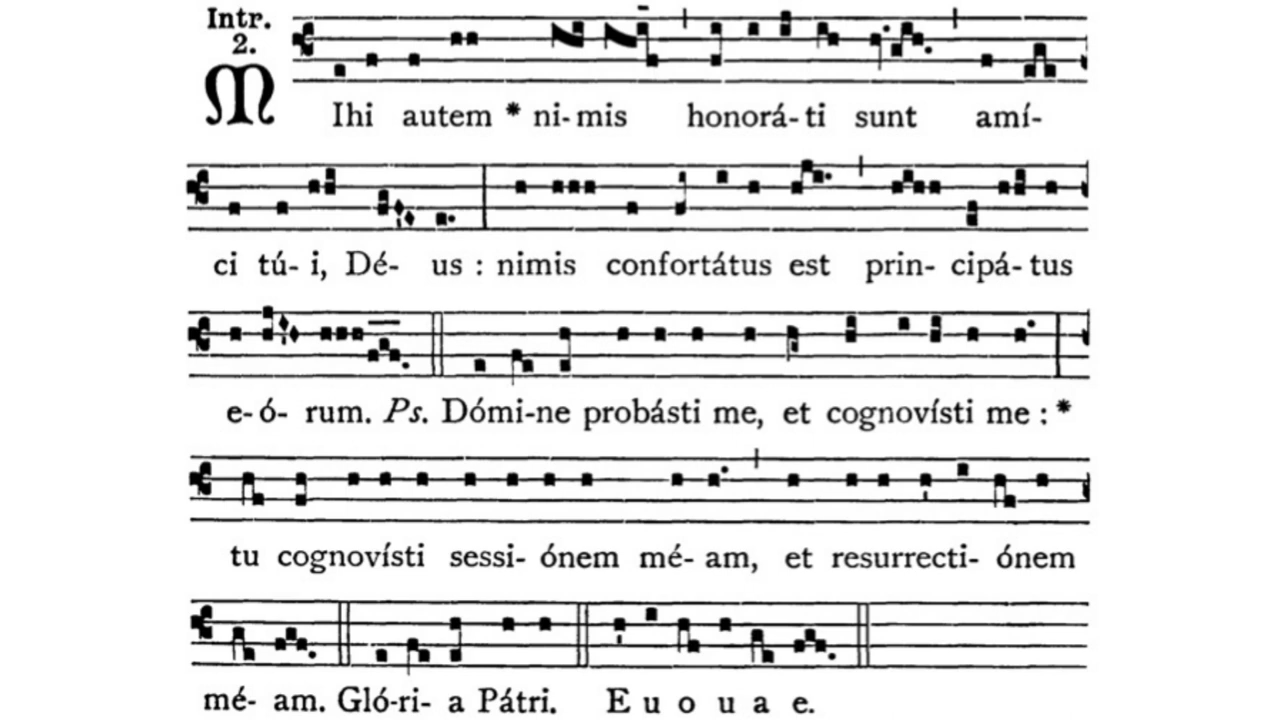 Intr.
2.
MIhi autem * ni- mis honorá- ti sunt amí-
ci tú- i, Dé- us : nimis confortátus est prin- cipá- tus
e- ó- rum. Ps. Dómi-ne probásti me, et cognovísti me : *
tu cognovísti sessi- ónem mé- am, et resurrecti- ónem
mé- am. Gló-ri- a Pátri. E u o u a e.